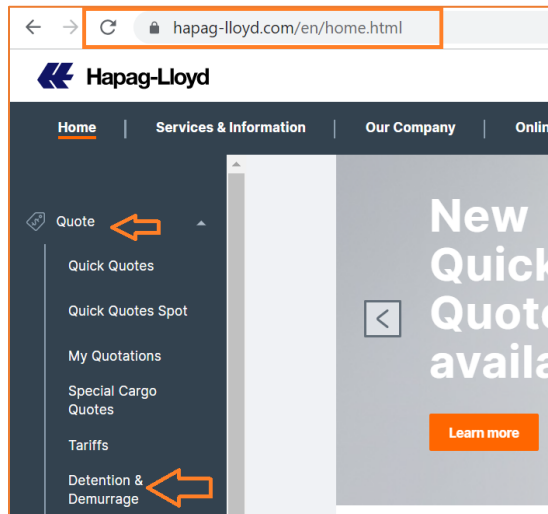 hapag-lloyd.com/en/home.html
Hapag-Lloyd
Home | Services & Information | Our Company |
Quote
Quick Quotes
Quick Quotes Spot
My Quotations
Special Cargo
Quotes
Tariffs
Detention &
Demurrage
New
Learn more